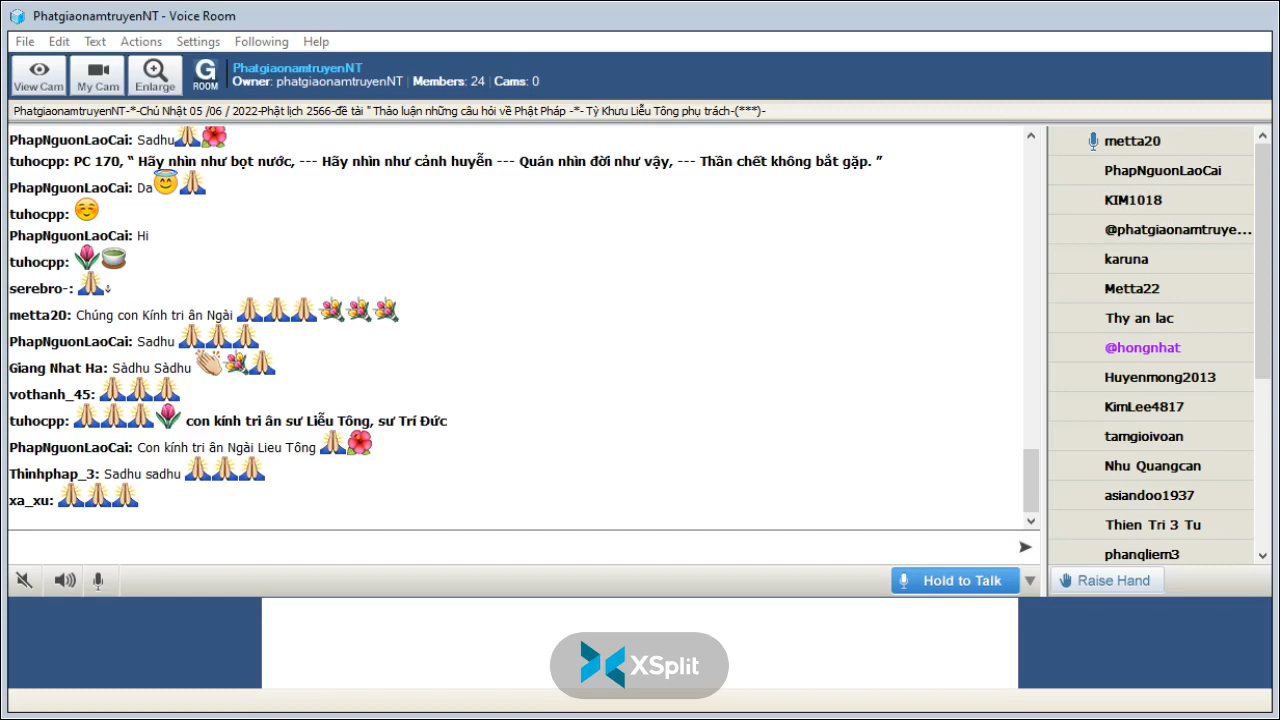 PhatgiaonamtruyenNT - Voice Room
File Edit Text Actions Settings Following Help
View Cam My Cam Enlarge G ROOM
PhatgiaonamtruyenNT
Owner: phatgiaonamtruyenNT | Members: 24 | Cams: 0
PhatgiaonamtruyenNT-*-Chủ Nhật 05 /06 / 2022-Phật lịch 2566-đề tài " Thảo luận những câu hỏi về Phật Pháp -*- Tỳ Khưu Liễu Tông phụ trách-(***)-
PhapNguonLaoCai: Sadhu
tuhocpp: PC 170, “ Hãy nhìn như bọt nước, --- Hãy nhìn như cảnh huyễn --- Quán nhìn đời như vậy, --- Thần chết không bắt gặp. ”
PhapNguonLaoCai: Da
tuhocpp:
PhapNguonLaoCai: Hi
tuhocpp:
serebro-:
metta20: Chúng con Kính tri ân Ngài
PhapNguonLaoCai: Sadhu
Giang Nhat Ha: Sàdhu Sàdhu
vothanh_45:
tuhocpp: con kính tri ân sư Liễu Tông, sư Trí Đức
PhapNguonLaoCai: Con kính tri ân Ngài Lieu Tông
Thinhphap_3: Sadhu sadhu
xa_xu:
metta20
PhapNguonLaoCai
KIM1018
@phatgiaonamtruye...
karuna
Metta22
Thy an lac
@hongnhat
Huyenmong2013
KimLee4817
tamgioivoan
Nhu Quangcan
asiandoo1937
Thien Tri 3 Tu
phanqliem3
Hold to Talk
Raise Hand
XSplit